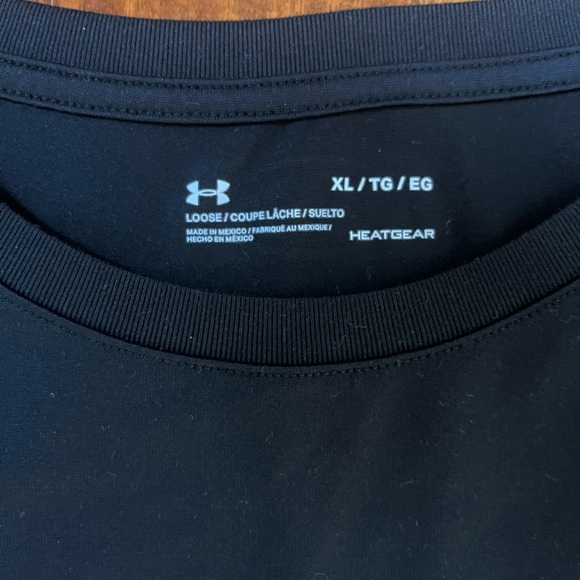 XL / TG / EG
LOOSE / COUPE LÂCHE / SUELTO
MADE IN MEXICO / FABRIQUÉ AU MEXIQUE /
HECHO EN MÉXICO
HEATGEAR